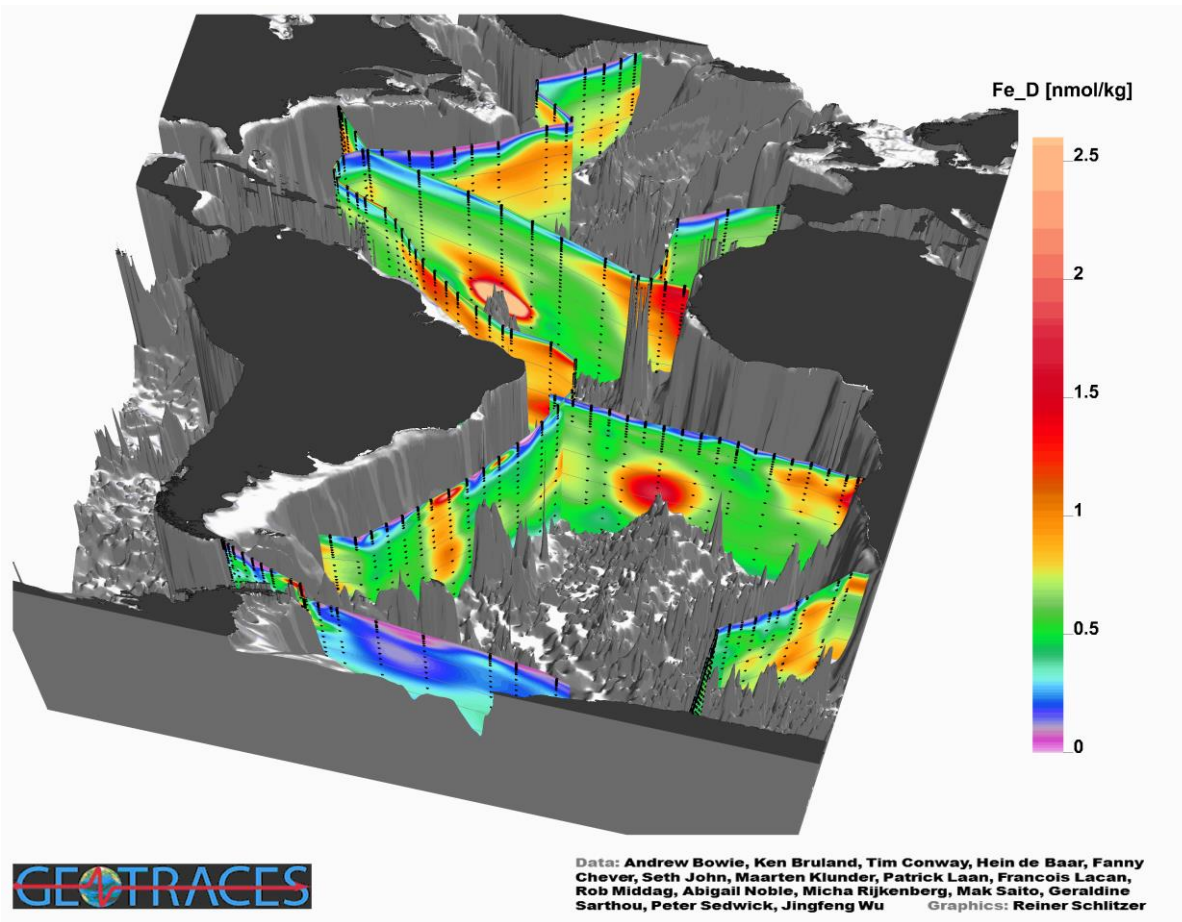 Fe_D [nmol/kg]
2.5
2
1.5
1
0.5
0
GEOTRACES
Data: Andrew Bowie, Ken Bruland, Tim Conway, Hein de Baar, Fanny
Chever, Seth John, Maarten Klunder, Patrick Laan, Francois Lacan,
Rob Middag, Abigail Noble, Micha Rijkenberg, Mak Saito, Geraldine
Sarthou, Peter Sedwick, Jingfeng Wu Graphics: Reiner Schlitzer